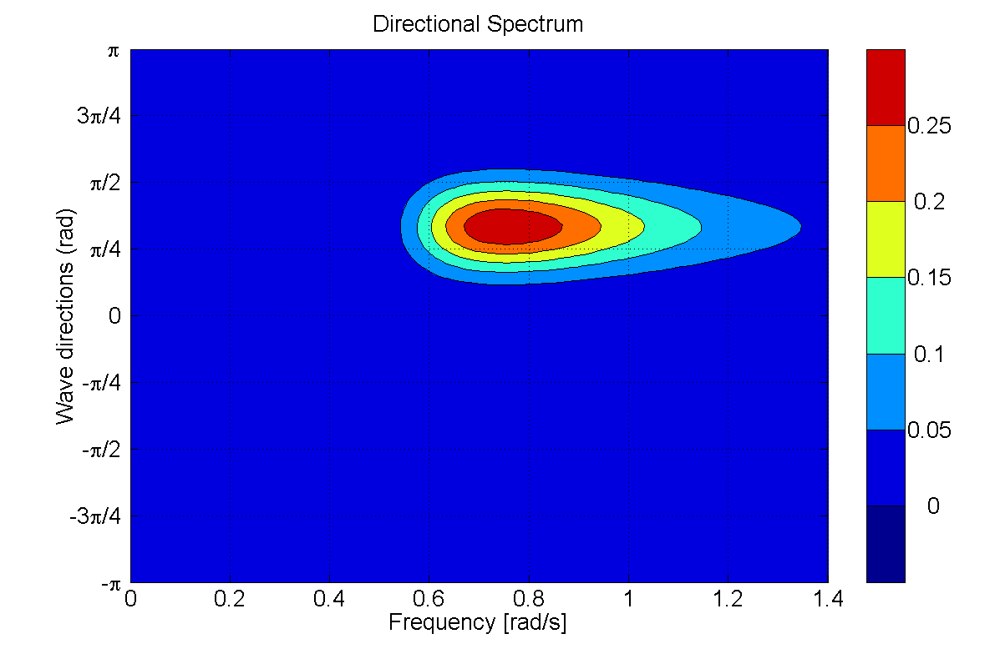 Directional Spectrum
π
3π/4
π/2
π/4
0
-π/4
-π/2
-3π/4
-π
Wave directions (rad)
0 0.2 0.4 0.6 0.8 1 1.2 1.4
Frequency [rad/s]
0.25
0.2
0.15
0.1
0.05
0